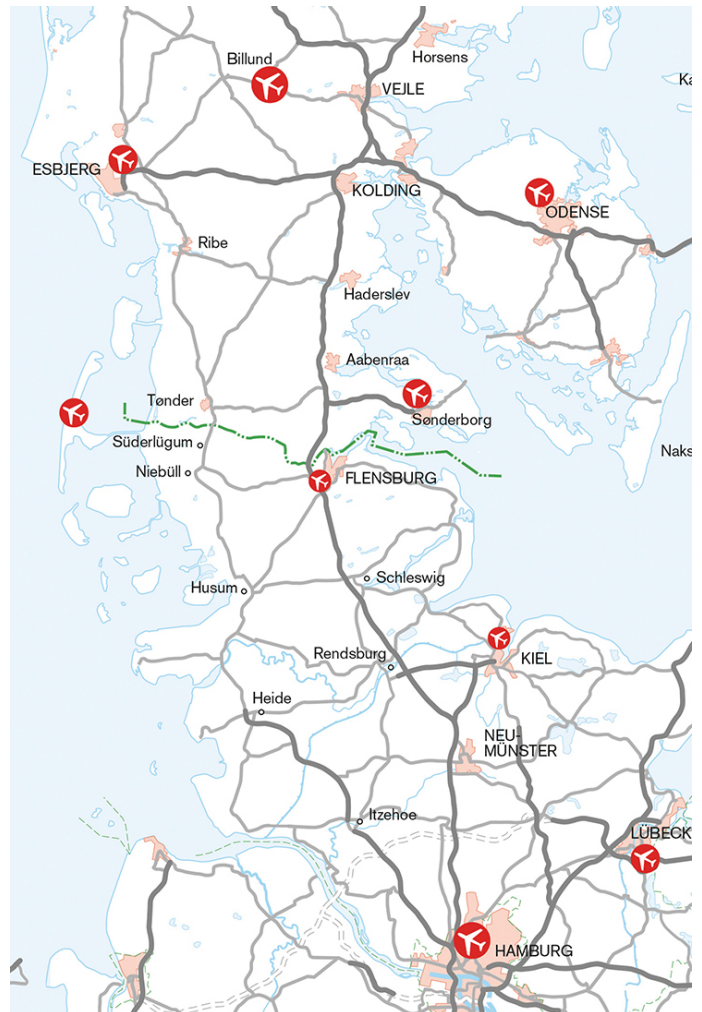 Billund
Horsens
Ka
VEJLE
ESBJERG
KOLDING
ODENSE
Ribe
Haderslev
Aabenraa
Tønder
Sønderborg
Süderlügum
Naks
Niebüll
FLENSBURG
Schleswig
Husum
Rendsburg
KIEL
Heide
NEU-
MÜNSTER
Itzehoe
LÜBECK
HAMBURG